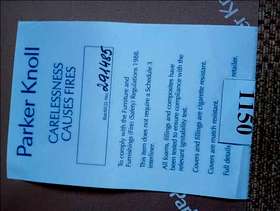 Parker Knoll
CARELESSNESS
CAUSES FIRES
Batch/I.D. No.
291485
To comply with the Furniture and
Furnishings (Fire) (Safety) Regulations 1988.
This item does not require a Schedule 3
interliner.
All foams, fillings and composites have
been tested to ensure compliance with the
relevant ignitability test.
Covers and fillings are cigarette resistant.
Covers are match resistant.
Full details
retailer.
1150